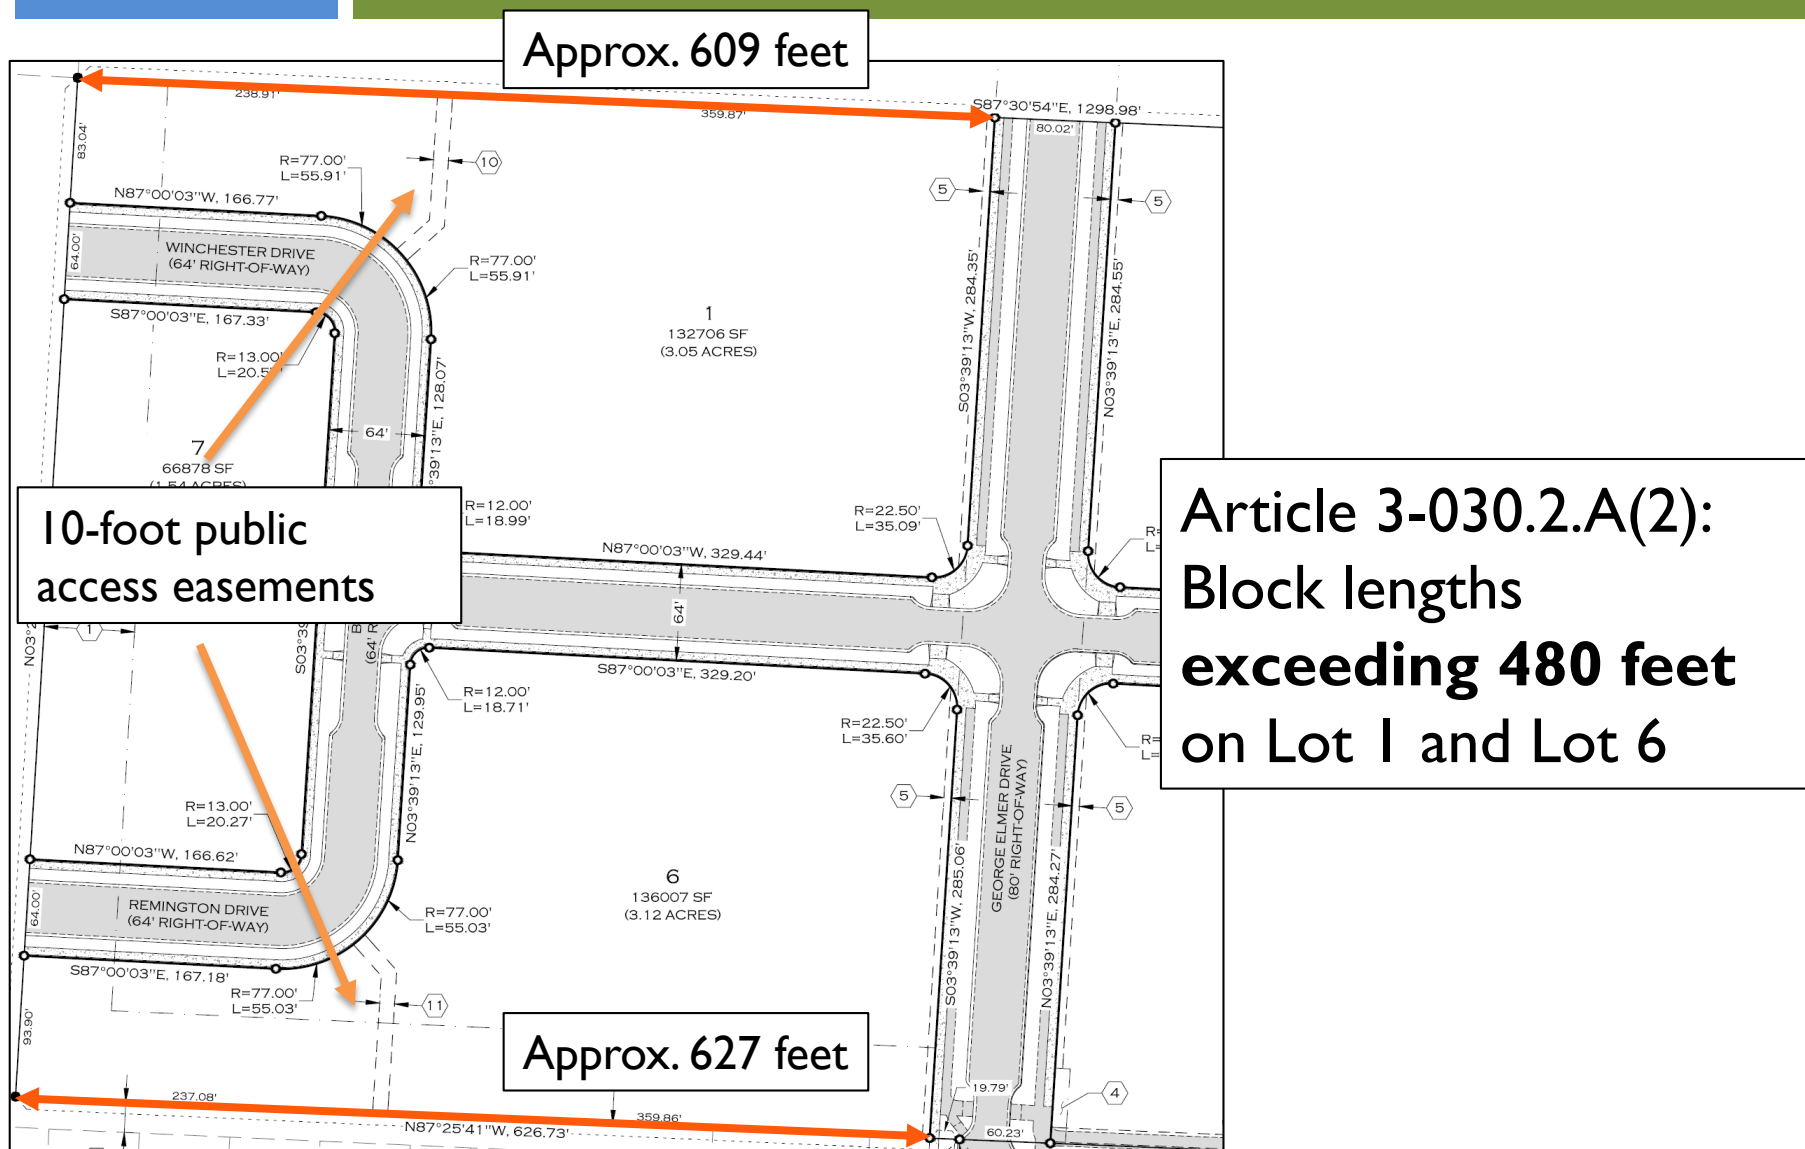 Approx. 609 feet
238.91'
359.87'
S87°30'54"E, 1298.98'
80.02'
83.04'
R=77.00'
L=55.91'
10
5
5
N87°00'03"W, 166.77'
WINCHESTER DRIVE
(64' RIGHT-OF-WAY)
64.00'
R=77.00'
L=55.91'
S87°00'03"E, 167.33'
R=13.00'
1
132706 SF
(3.05 ACRES)
S03°39'13"W, 284.35'
N03°39'13"E, 284.55'
39'13"E, 128.07'
64'
7
66878 SF
(1.54 ACRES)
10-foot public
access easements
R=12.00'
L=18.99'
R=22.50'
L=35.09'
N87°00'03"W, 329.44'
64'
Article 3-030.2.A(2):
Block lengths
exceeding 480 feet
on Lot 1 and Lot 6
1
S87°00'03"E, 329.20'
R=12.00'
L=18.71'
R=22.50'
L=35.60'
N03°39'13"E, 129.95'
GEORGE ELMER DRIVE
(80' RIGHT-OF-WAY)
5
5
R=13.00'
L=20.27'
N87°00'03"W, 166.62'
6
136007 SF
(3.12 ACRES)
S03°39'13"W, 285.06'
N03°39'13"E, 284.27'
64.00'
REMINGTON DRIVE
(64' RIGHT-OF-WAY)
R=77.00'
L=55.03'
S87°00'03"E, 167.18'
R=77.00'
L=55.03'
11
93.90'
Approx. 627 feet
19.79'
4
237.08'
359.86'
N87°25'41"W, 626.73'
60.23'